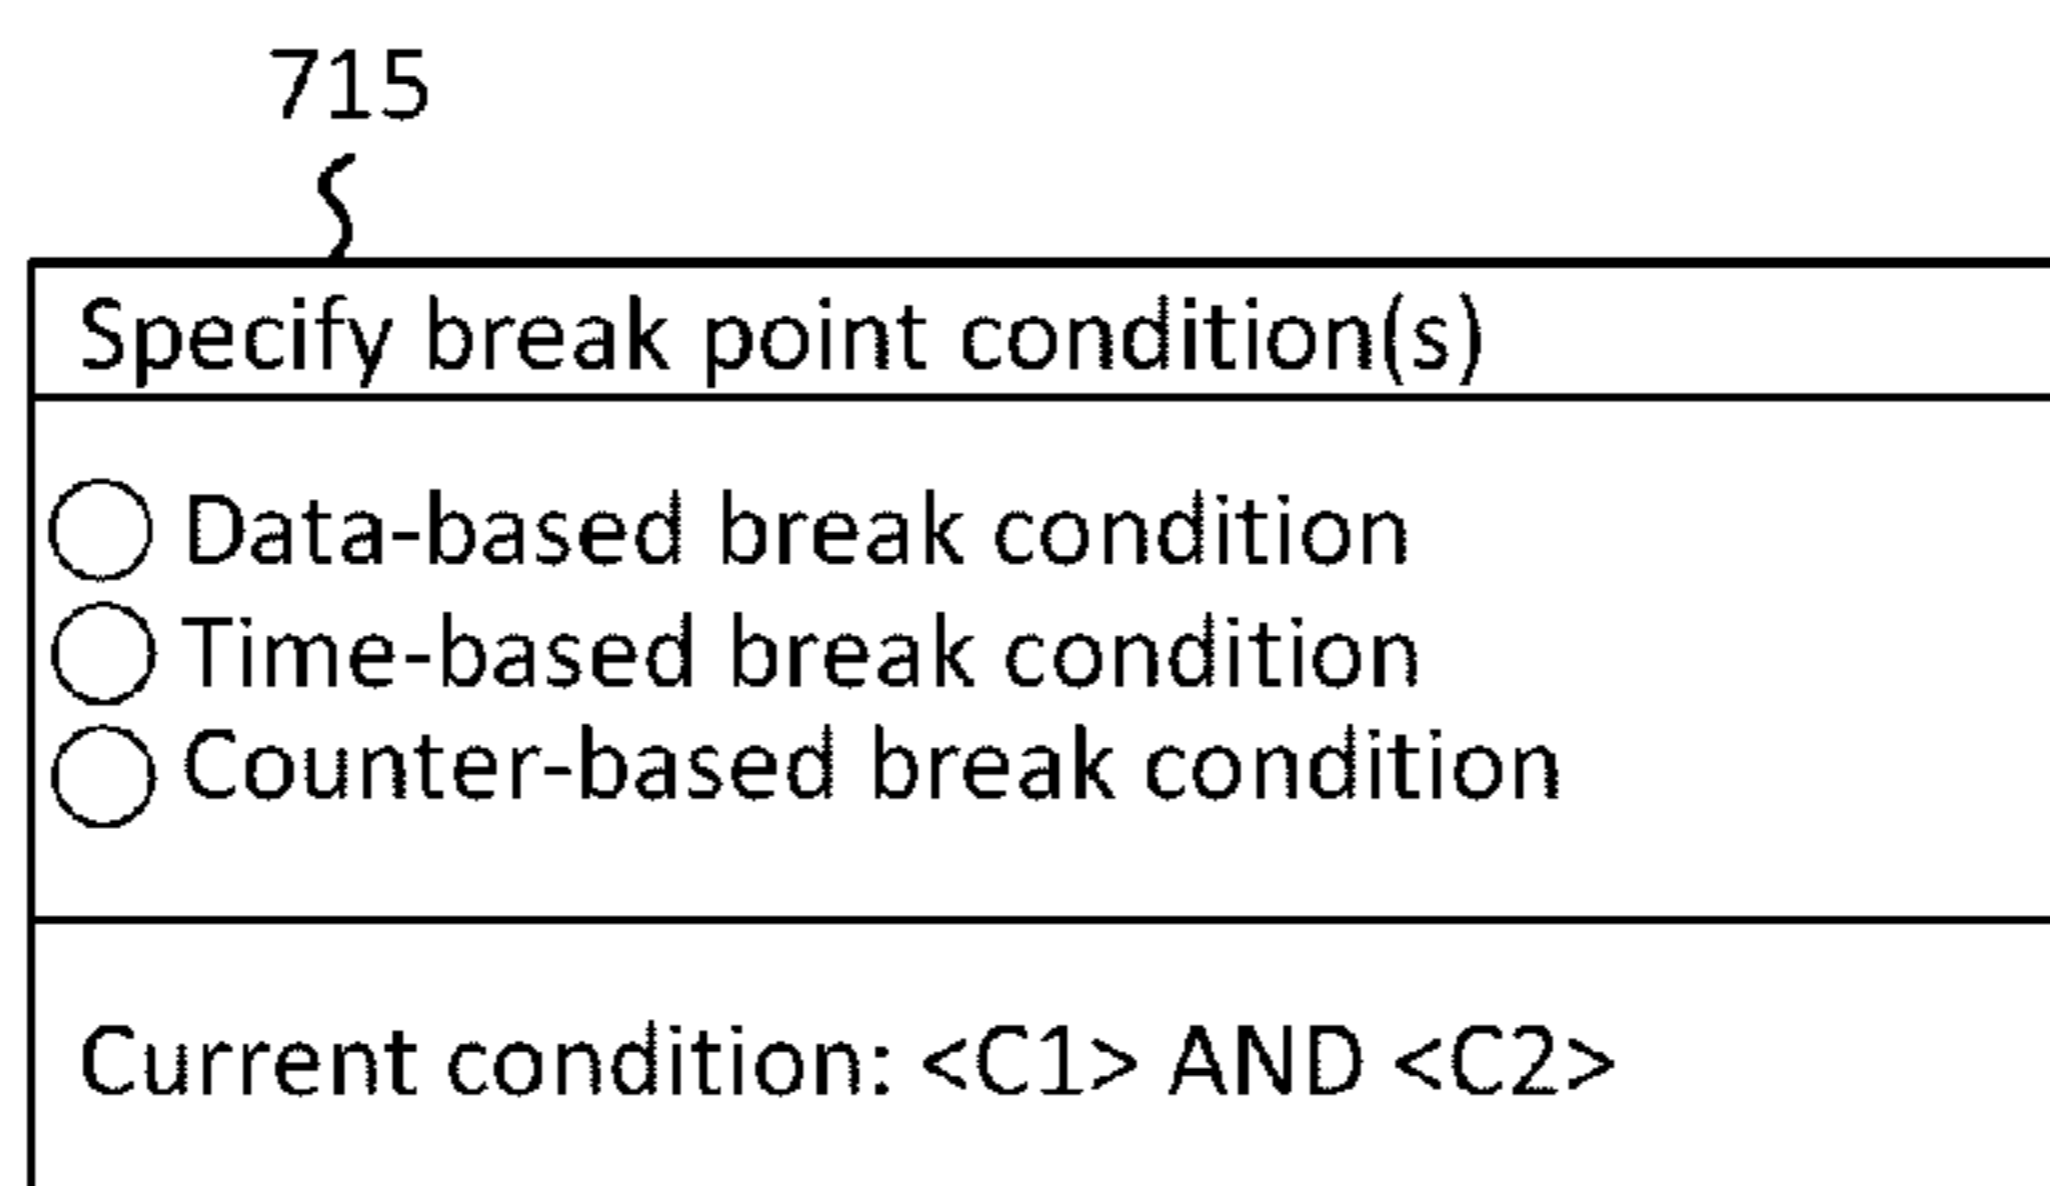 715
Specify break point condition(s)
Data-based break condition
Time-based break condition
Counter-based break condition
Current condition: <C1> AND <C2>